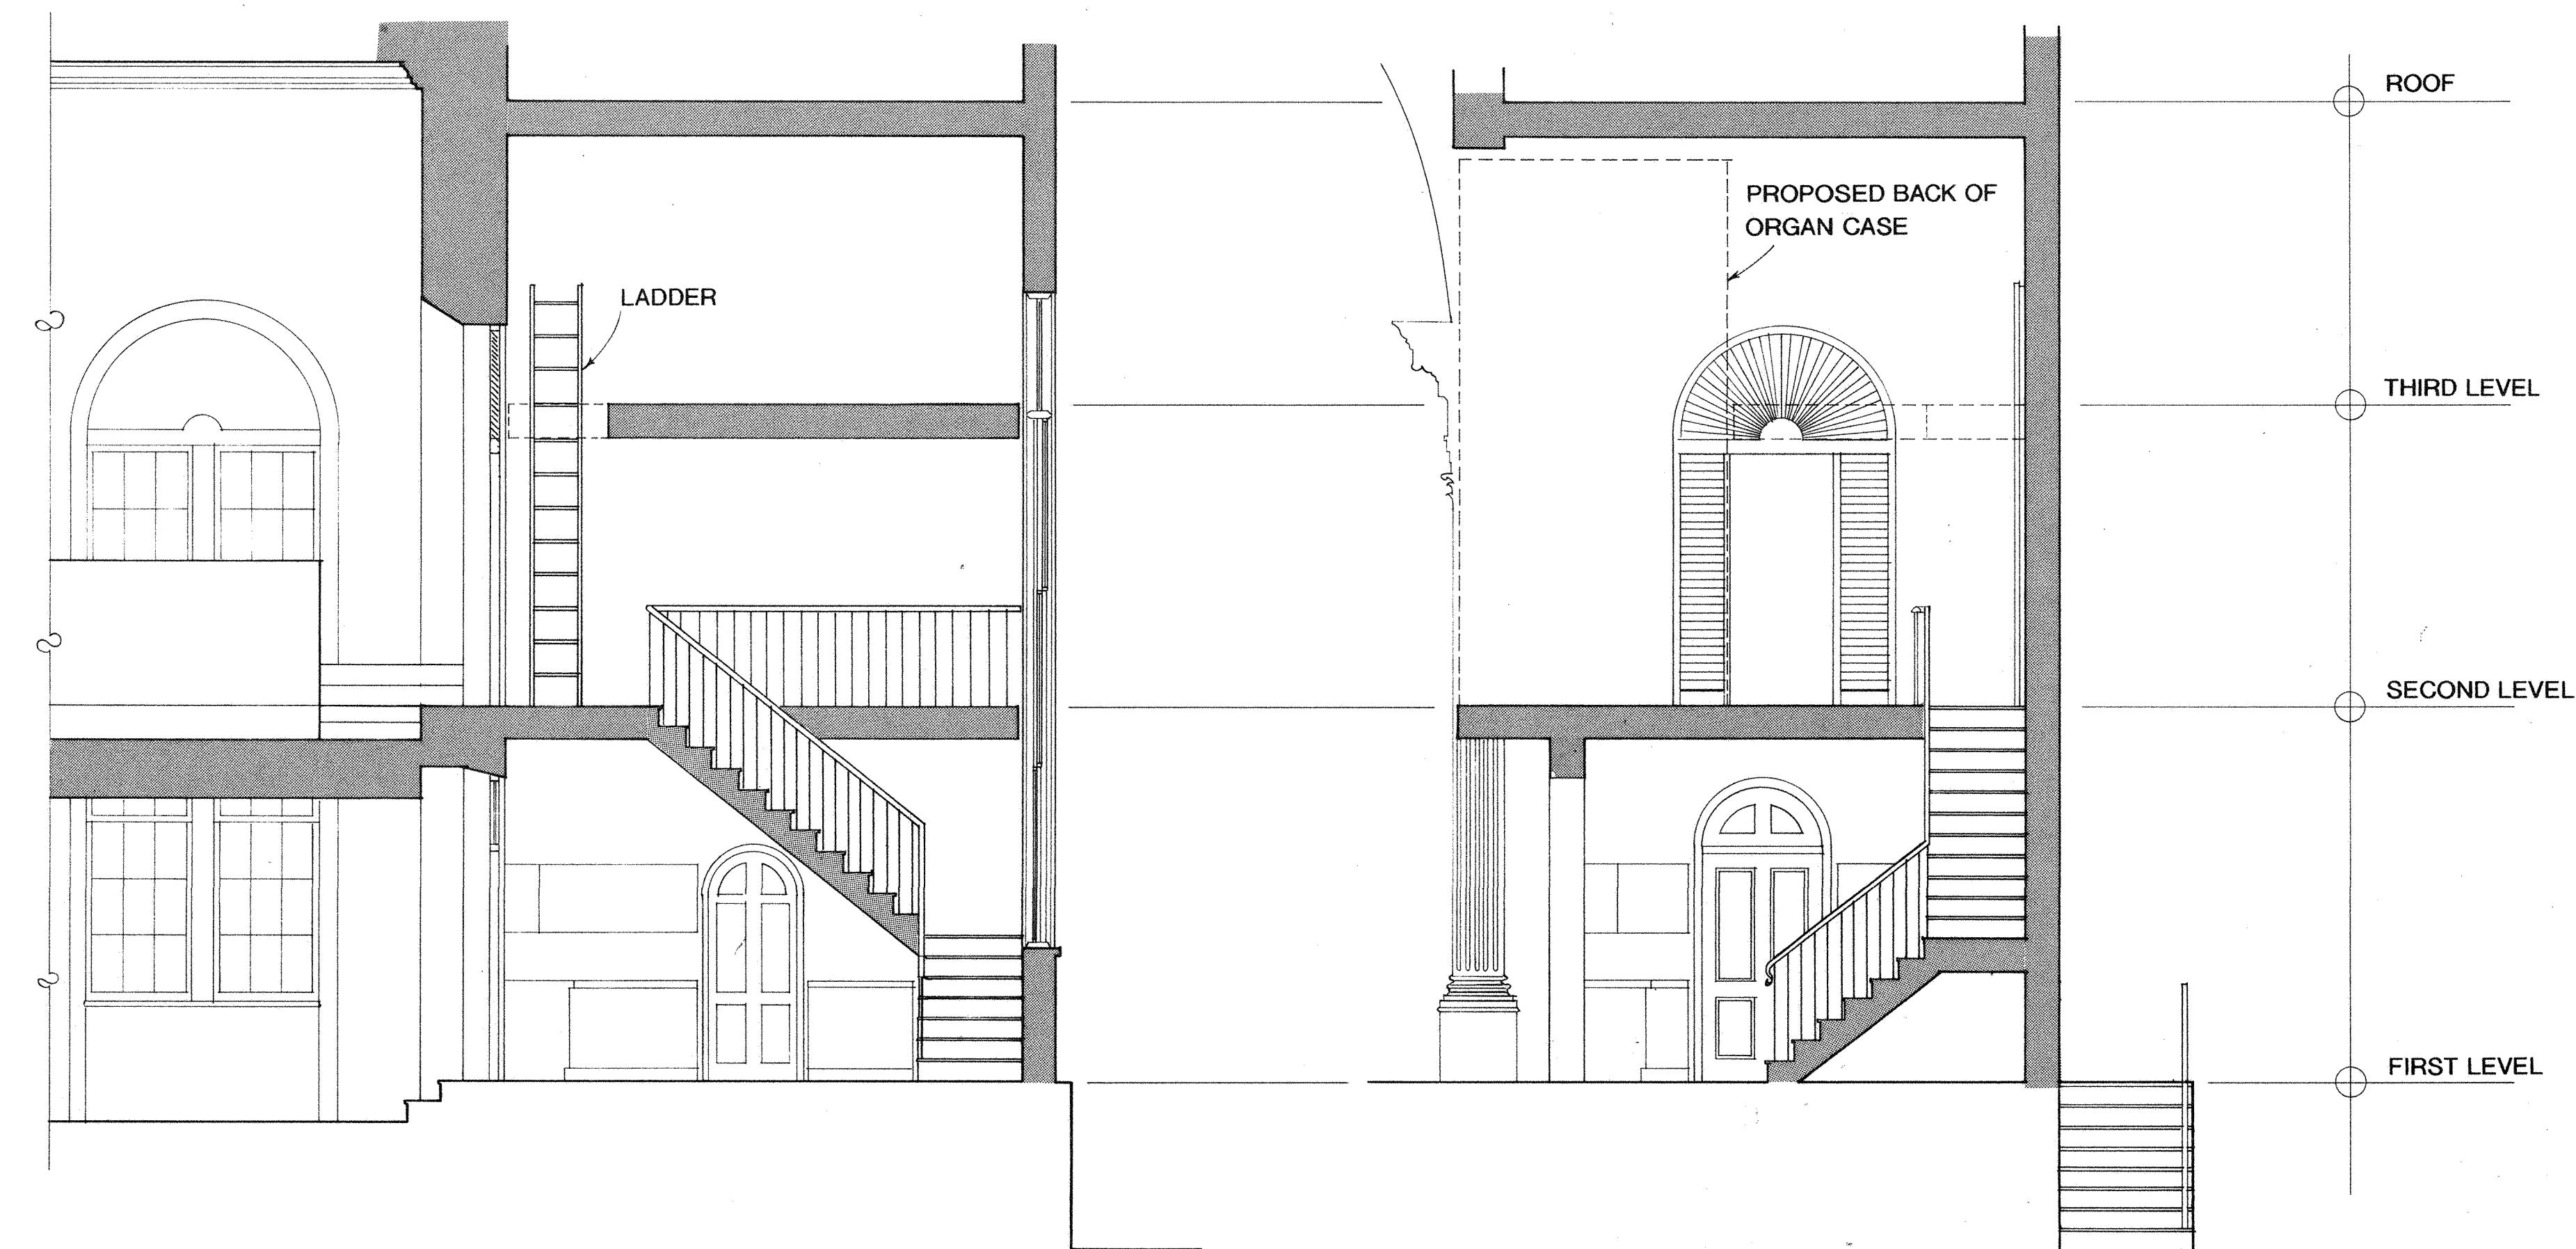 ROOF
PROPOSED BACK OF
ORGAN CASE
LADDER
THIRD LEVEL
SECOND LEVEL
FIRST LEVEL